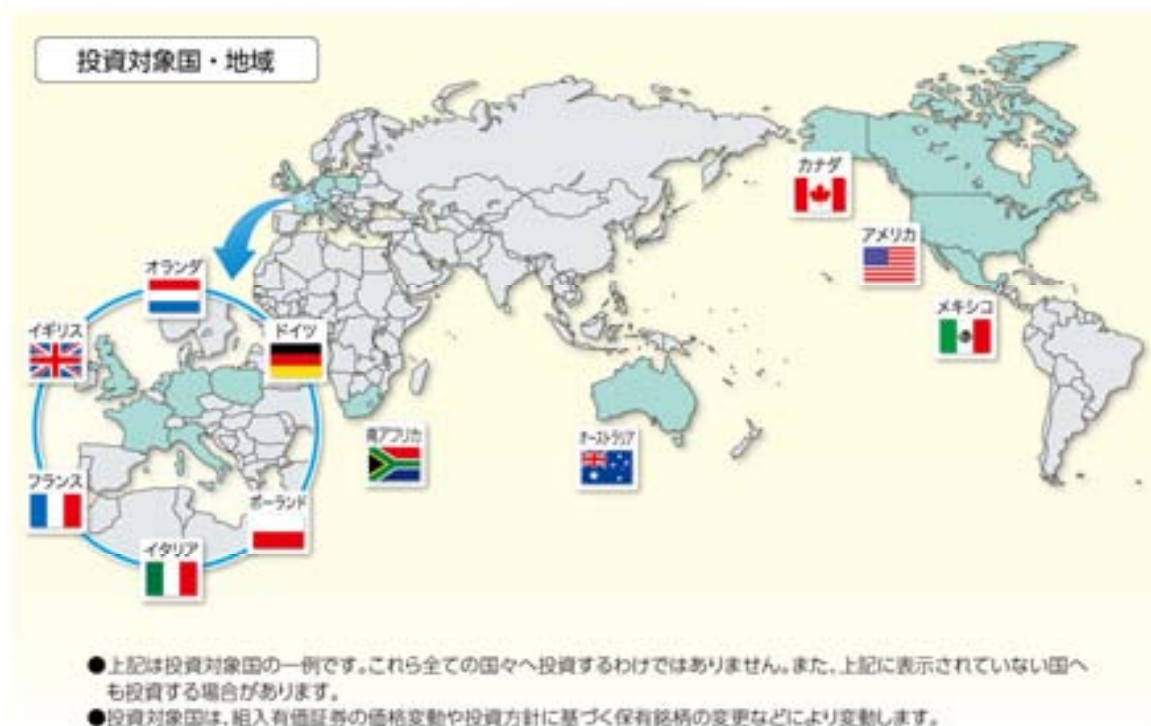 投資対象国・地域
カナダ
アメリカ
オランダ
メキシコ
イギリス
ドイツ
南アフリカ
オーストラリア
フランス
ポーランド
イタリア
●上記は投資対象国の一例です。これら全ての国々へ投資するわけではありません。また、上記に表示されていない国へ
も投資する場合があります。
●投資対象国は、組入有価証券の価格変動や投資方針に基づく保有銘柄の変更などにより変動します。